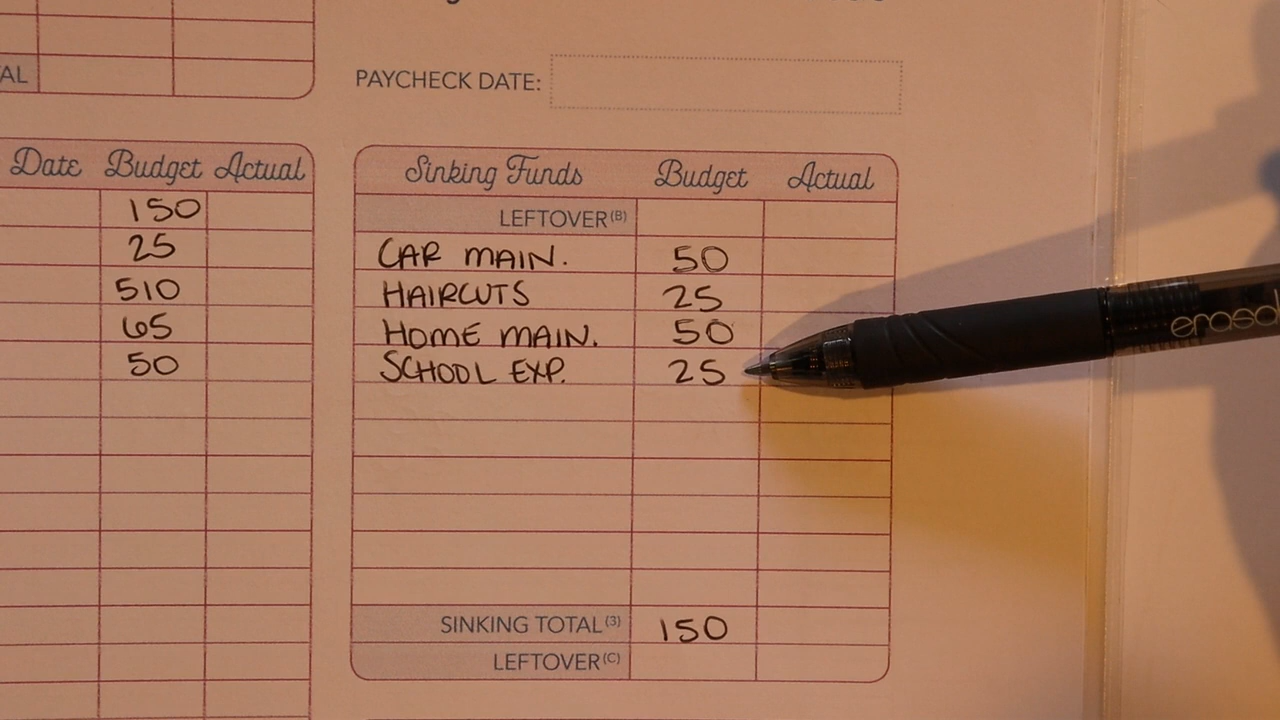 AL
PAYCHECK DATE:
Date Budget Actual
150
25
510
65
50
Sinking Funds Budget Actual
LEFTOVER(B)
CAR MAIN. 50
HAIRCUTS 25
HOME MAIN. 50
SCHOOL EXP. 25
SINKING TOTAL(3) 150
LEFTOVER(C)
erasa